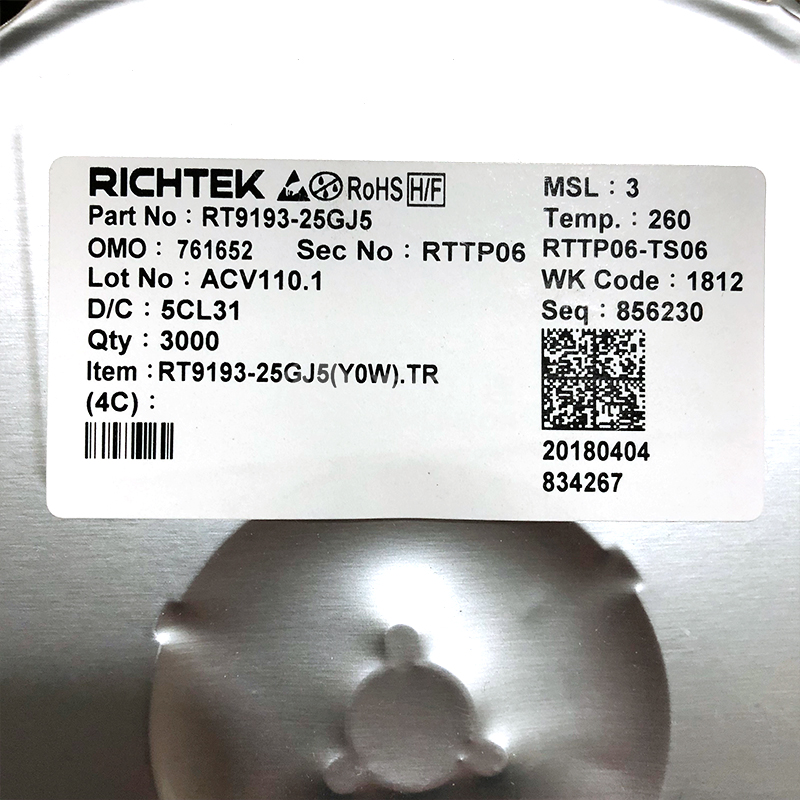 RICHTEK RoHS H/F
Part No : RT9193-25GJ5
OMO : 761652 Sec No : RTTP06
Lot No : ACV110.1
D/C : 5CL31
Qty : 3000
Item : RT9193-25GJ5(Y0W).TR
(4C) :
MSL : 3
Temp. : 260
RTTP06-TS06
WK Code : 1812
Seq : 856230
20180404
834267